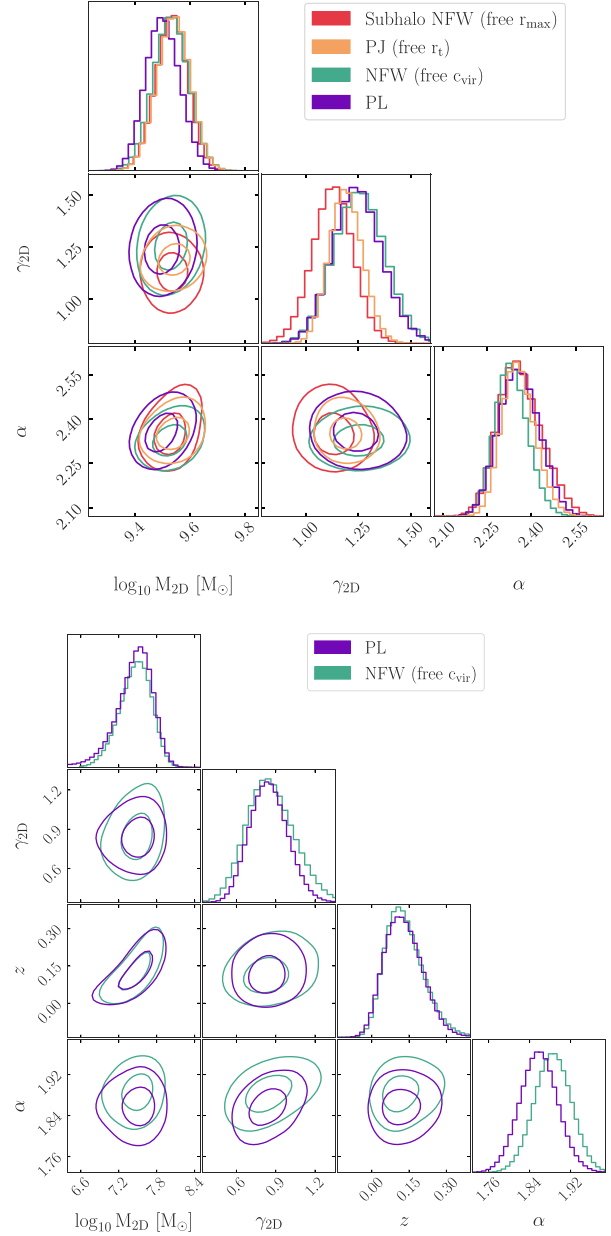 Subhalo NFW (free r_max)
PJ (free r_t)
NFW (free c_vir)
PL
γ_2D
1.50
1.25
1.00
α
2.55
2.40
2.25
2.10
9.4 9.6 9.8
1.00 1.25 1.50
2.10 2.25 2.40 2.55
log₁₀ M_2D [M_⊙]
γ_2D
α
PL
NFW (free c_vir)
γ_2D
1.2
0.9
0.6
z
0.30
0.15
0.00
α
1.92
1.84
1.76
6.6 7.2 7.8 8.4
0.6 0.9 1.2
0.00 0.15 0.30
1.76 1.84 1.92
log₁₀ M_2D [M_⊙]
γ_2D
z
α